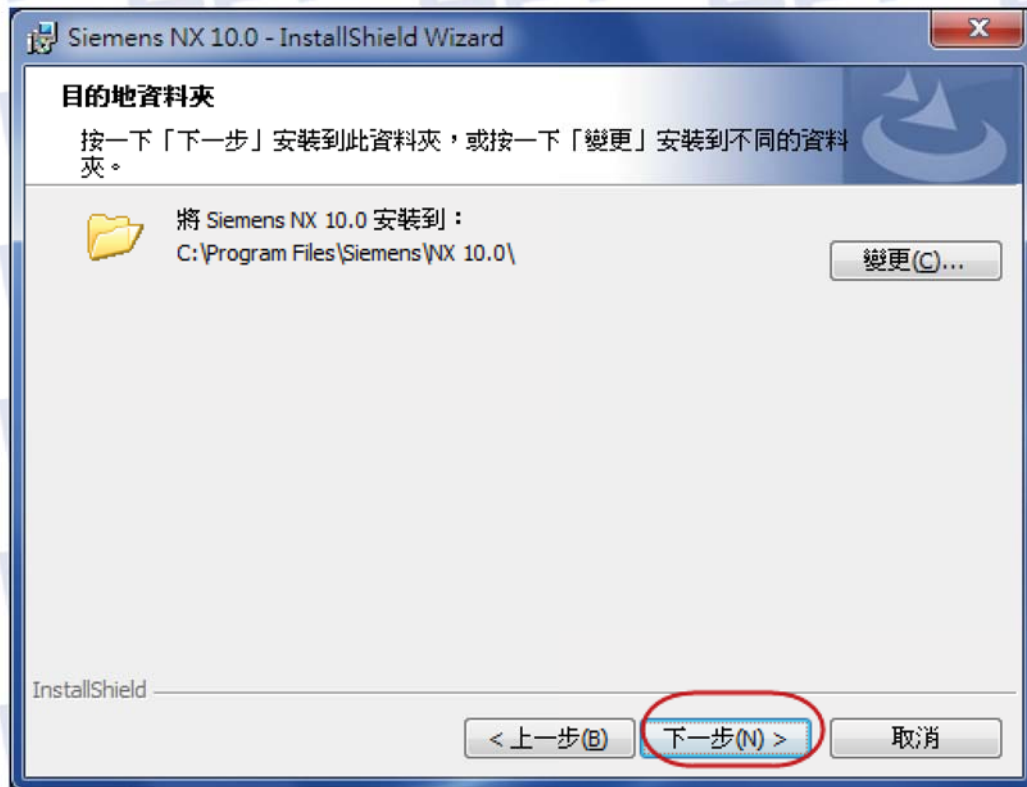 Siemens NX 10.0 - InstallShield Wizard
目的地資料夾
按一下「下一步」安裝到此資料夾，或按一下「變更」安裝到不同的資料
夾。
將 Siemens NX 10.0 安裝到：
C:\Program Files\Siemens\NX 10.0\
變更(C)...
InstallShield
< 上一步(B)
下一步(N) >
取消